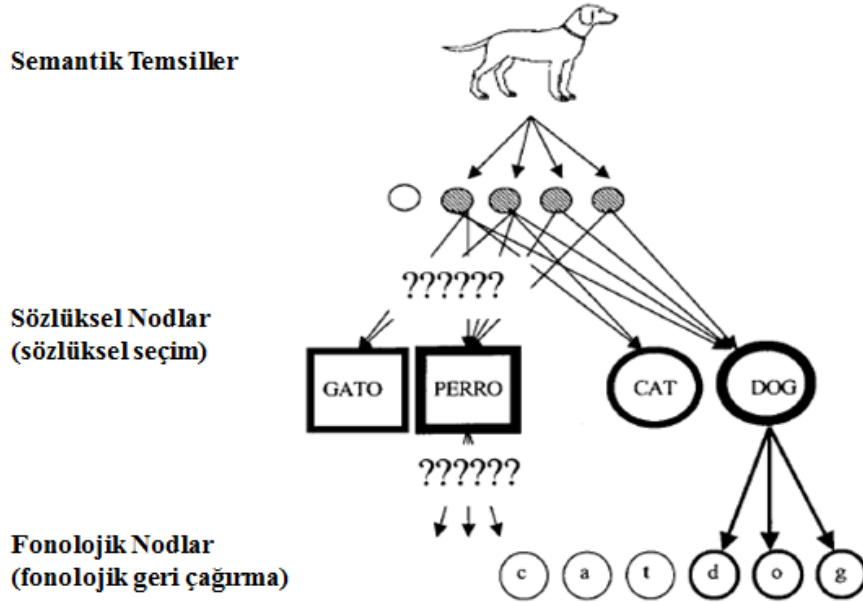 Semantik Temsiller
??????
Sözlüksel Nodlar
(sözlüksel seçim)
GATO PERRO CAT DOG
??????
Fonolojik Nodlar
(fonolojik geri çağırma)
c a t d o g